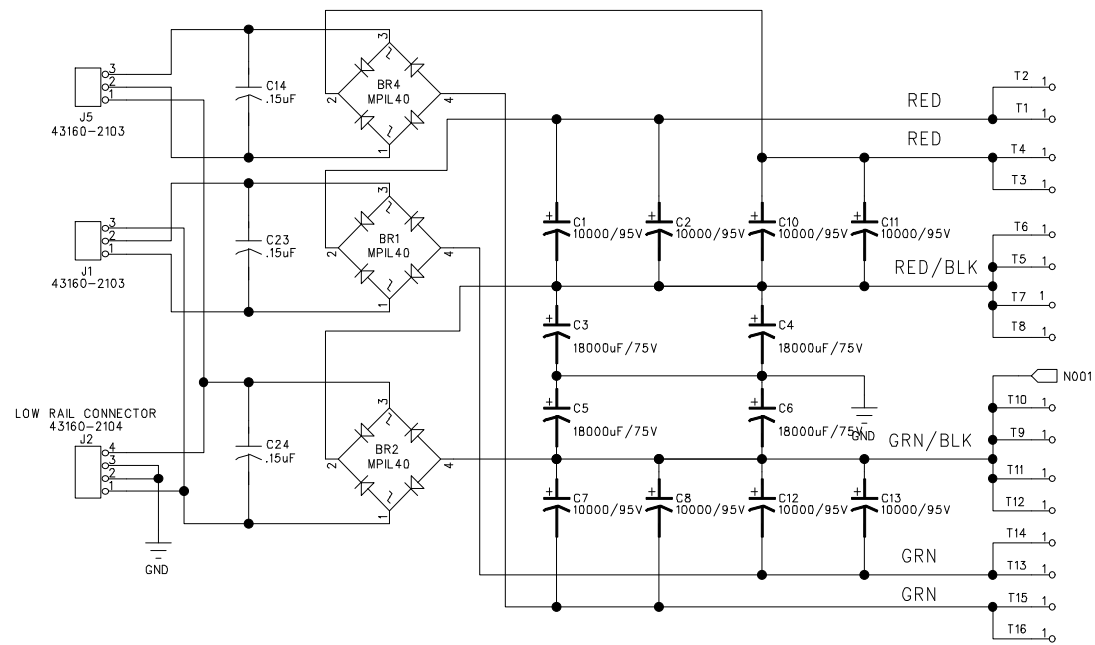 3
T2 1
3
2
1
C14
.15uF
BR4
MPIL40
2
4
RED
T1 1
J5
43160-2103
1
RED
T4 1
T3 1
3
3
2
1
C23
.15uF
BR1
MPIL40
2
4
+
C1
10000/95V
+
C2
10000/95V
+
C10
10000/95V
+
C11
10000/95V
T6 1
J1
43160-2103
RED/BLK
T5 1
1
T7 1
+
C3
18000uF/75V
+
C4
18000uF/75V
T8 1
N001
LOW RAIL CONNECTOR
43160-2104
J2
3
+
C5
18000uF/75V
+
C6
18000uF/75V
GND
T10 1
T9 1
4
3
2
1
C24
.15uF
BR2
MPIL40
2
4
GRN/BLK
T11 1
+
C7
10000/95V
+
C8
10000/95V
+
C12
10000/95V
+
C13
10000/95V
T12 1
1
GND
T14 1
GRN
T13 1
GRN
T15 1
T16 1